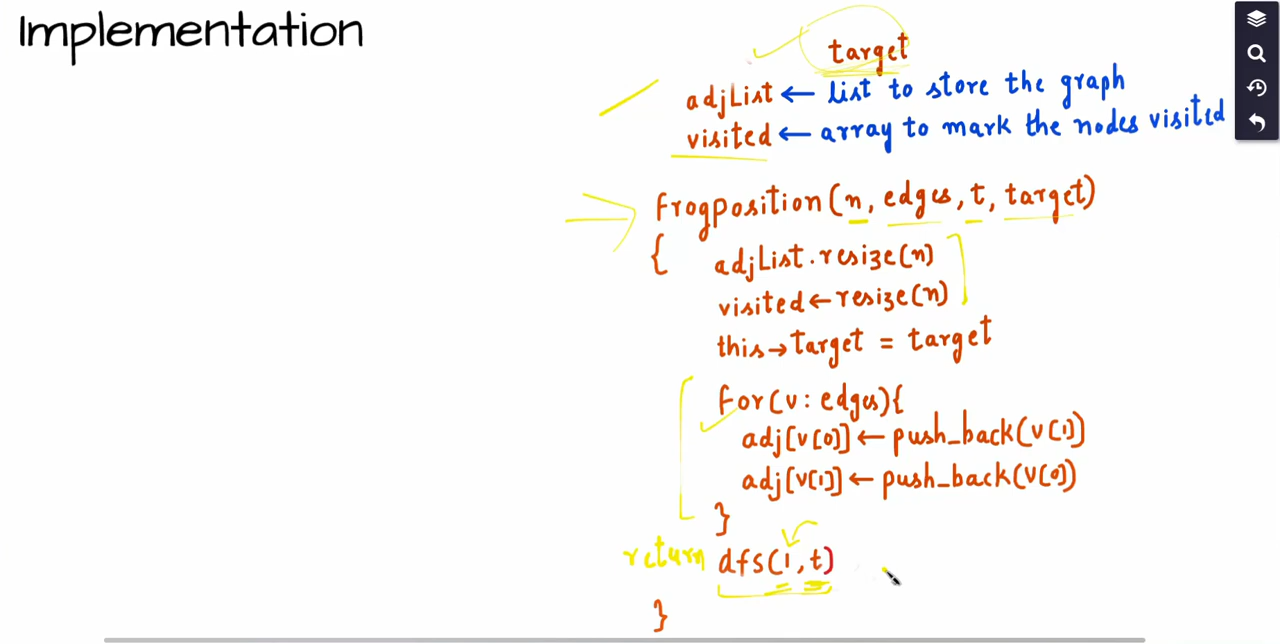 Implementation
target
adjList ← list to store the graph
visited ← array to mark the nodes visited
frogposition(n, edges, t, target)
{
adjList.resize(n)
visited ← resize(n)
this → target = target
for(v: edges){
adj[v[0]] ← push_back(v[1])
adj[v[1]] ← push_back(v[0])
}
return dfs(1, t)
}